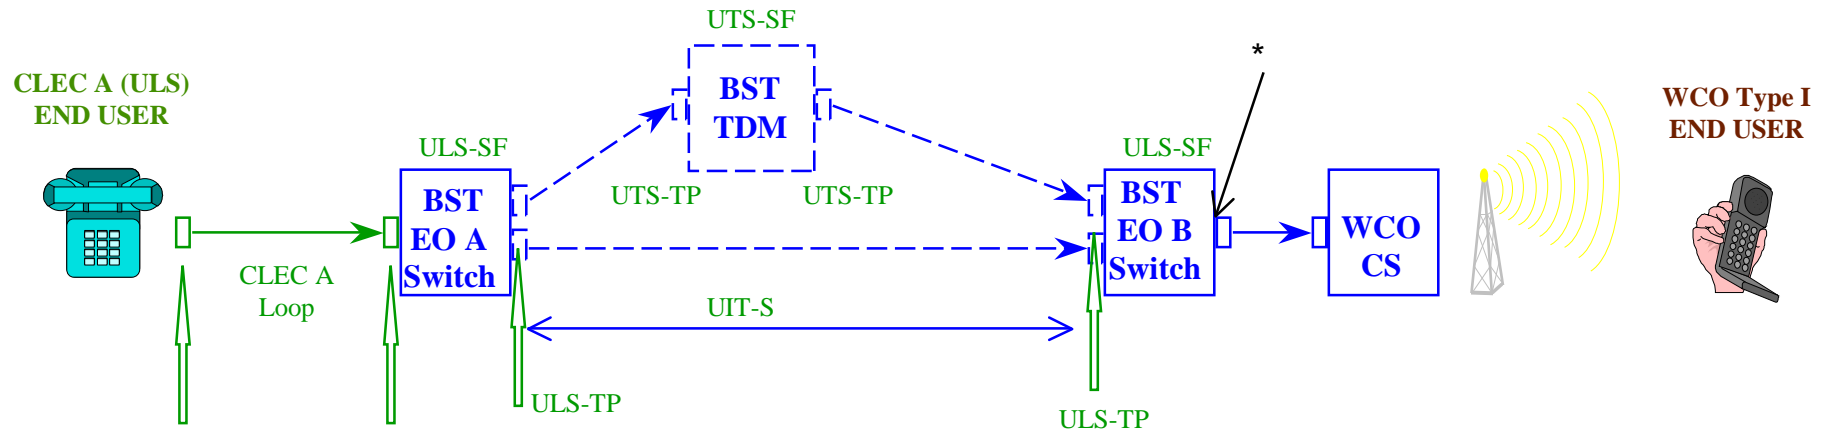 UTS-SF
*
CLEC A (ULS)
END USER
BST
TDM
WCO Type I
END USER
ULS-SF
ULS-SF
UTS-TP
UTS-TP
BST
EO A
Switch
BST
EO B
Switch
WCO
CS
CLEC A
Loop
UIT-S
ULS-TP
ULS-TP